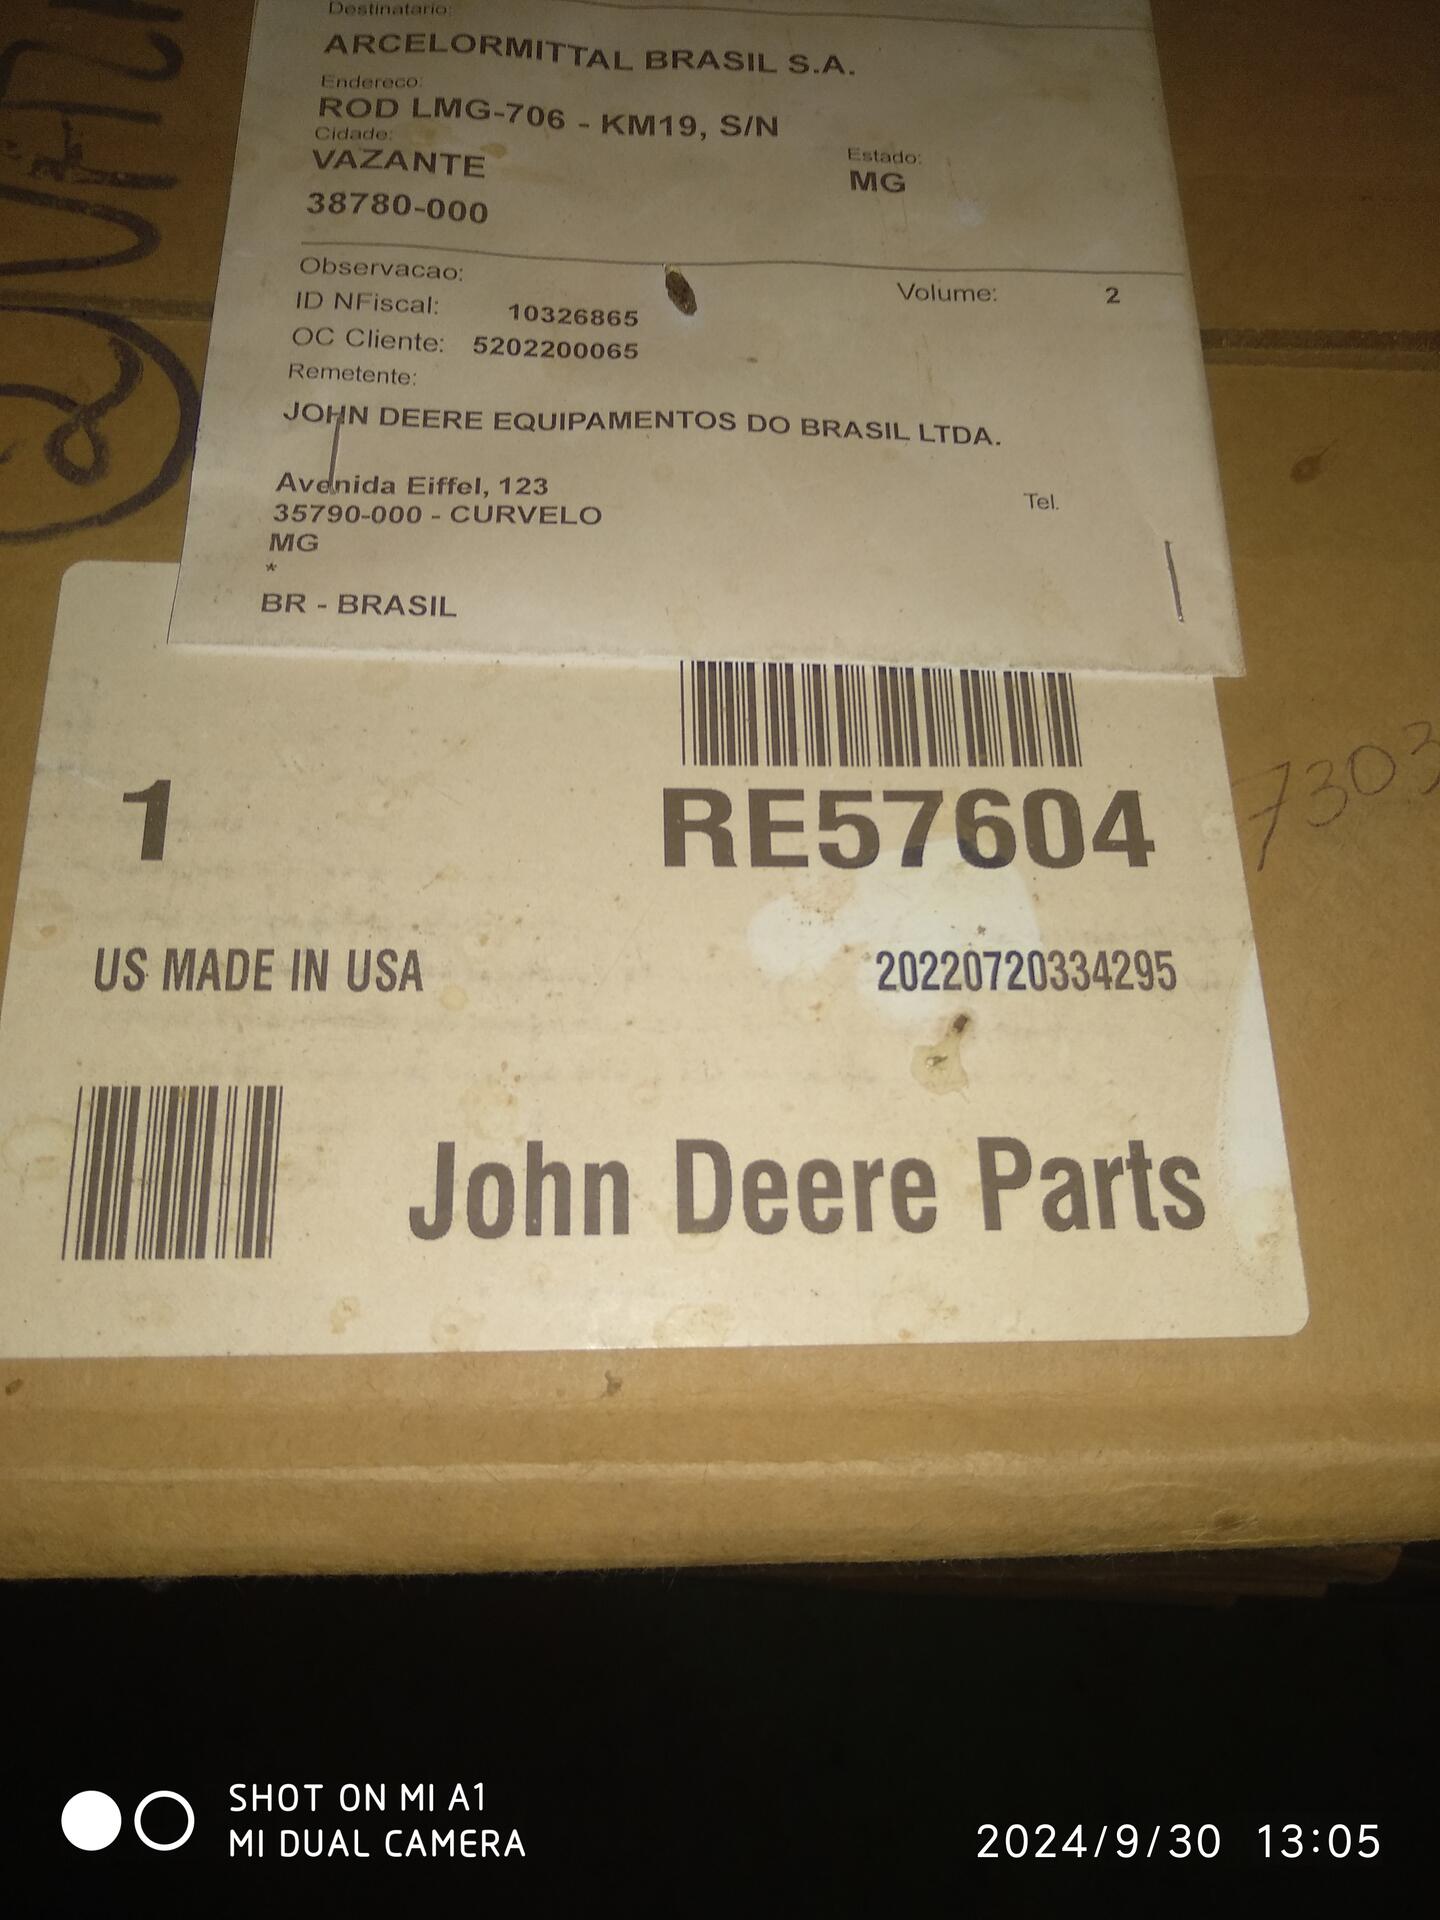 Destinatario:
ARCELORMITTAL BRASIL S.A.
Endereco:
ROD LMG-706 - KM19, S/N
Cidade:
VAZANTE
Estado:
MG
38780-000
Observacao:
Volume: 2
ID NFiscal: 10326865
OC Cliente: 5202200065
Remetente:
JOHN DEERE EQUIPAMENTOS DO BRASIL LTDA.
Avenida Eiffel, 123
Tel.
35790-000 - CURVELO
MG
*
BR - BRASIL
7303
1 RE57604
US MADE IN USA 20220720334295
John Deere Parts
SHOT ON MI A1
MI DUAL CAMERA
2024/9/30 13:05